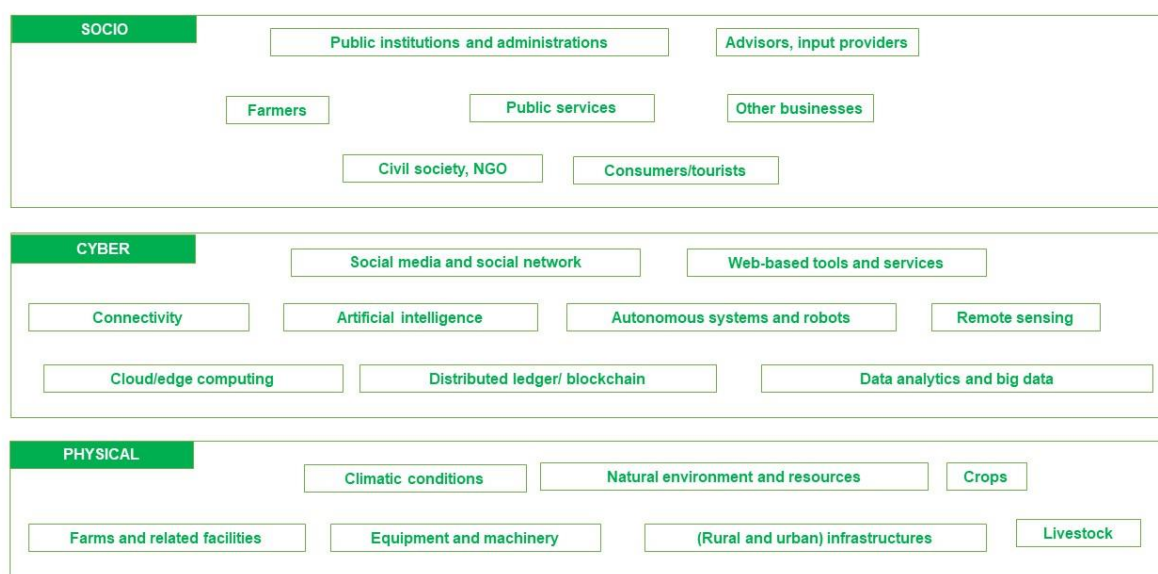 SOCIO
Public institutions and administrations
Advisors, input providers
Farmers
Public services
Other businesses
Civil society, NGO
Consumers/tourists
CYBER
Social media and social network
Web-based tools and services
Connectivity
Artificial intelligence
Autonomous systems and robots
Remote sensing
Cloud/edge computing
Distributed ledger/ blockchain
Data analytics and big data
PHYSICAL
Climatic conditions
Natural environment and resources
Crops
Farms and related facilities
Equipment and machinery
(Rural and urban) infrastructures
Livestock